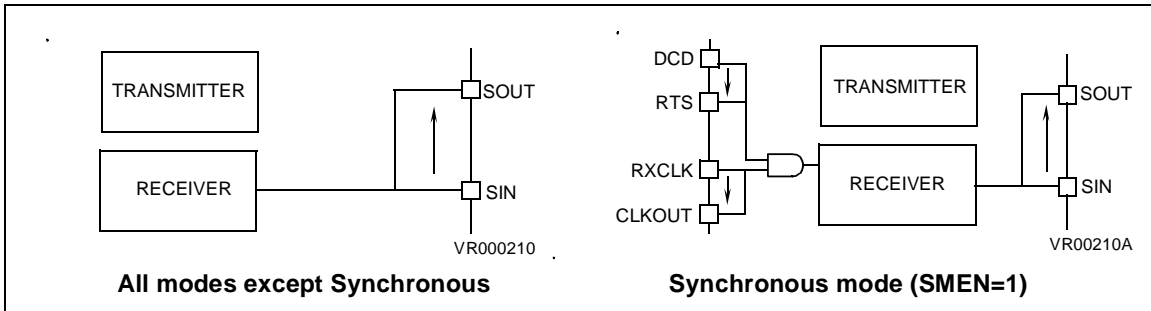 TRANSMITTER
RECEIVER
SOUT
SIN
VR000210
All modes except Synchronous
DCD
RTS
RXCLK
CLKOUT
TRANSMITTER
RECEIVER
SOUT
SIN
VR00210A
Synchronous mode (SMEN=1)